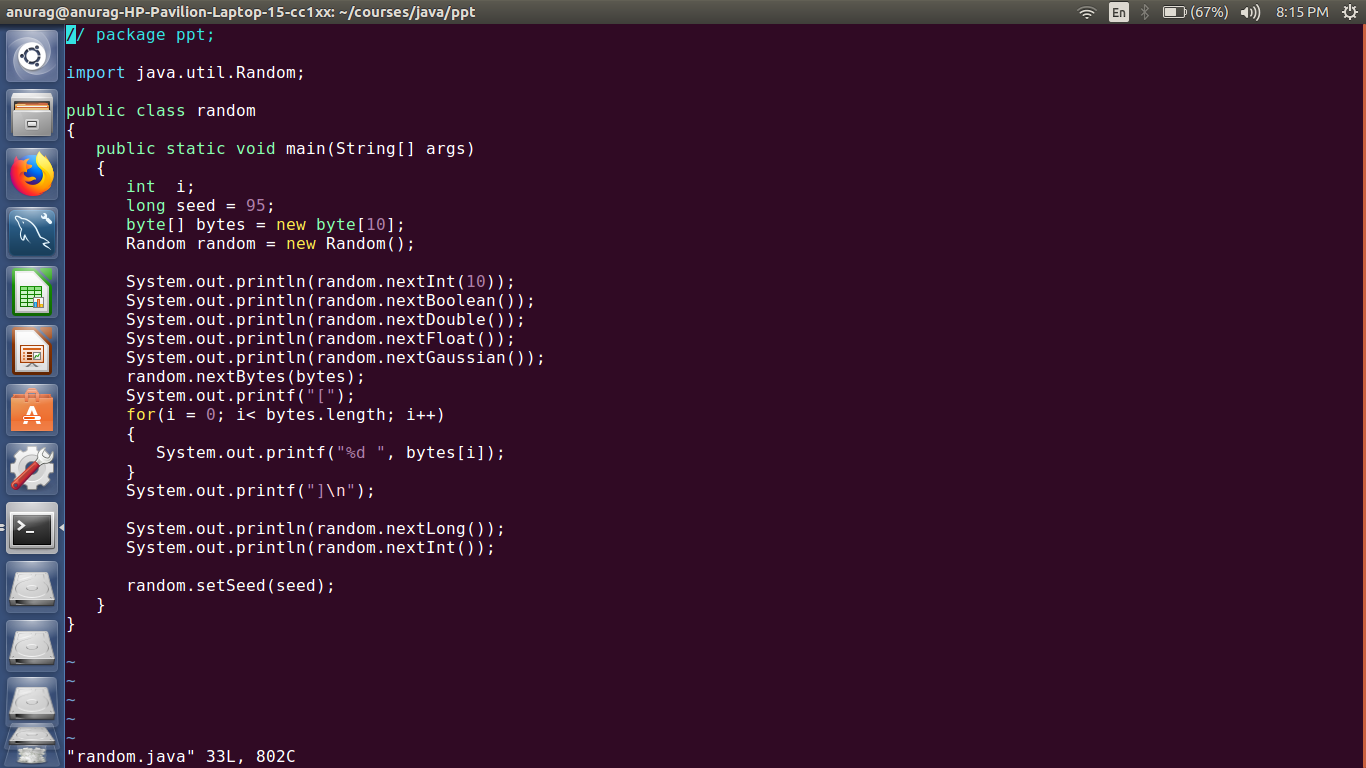 anurag@anurag-HP-Pavilion-Laptop-15-cc1xx: ~/courses/java/ppt
En
(67%)
8:15 PM
// package ppt;
import java.util.Random;
public class random
{
public static void main(String[] args)
{
int  i;
long seed = 95;
byte[] bytes = new byte[10];
Random random = new Random();
System.out.println(random.nextInt(10));
System.out.println(random.nextBoolean());
System.out.println(random.nextDouble());
System.out.println(random.nextFloat());
System.out.println(random.nextGaussian());
random.nextBytes(bytes);
System.out.printf("[");
for(i = 0; i< bytes.length; i++)
{
System.out.printf("%d ", bytes[i]);
}
System.out.printf("]\n");
System.out.println(random.nextLong());
System.out.println(random.nextInt());
random.setSeed(seed);
}
}
~
~
~
~
~
"random.java" 33L, 802C